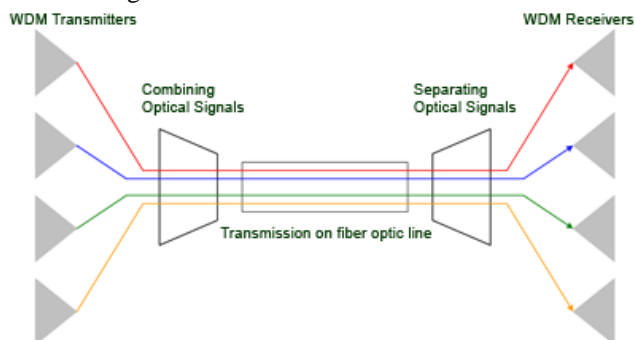 WDM Transmitters
WDM Receivers
Combining
Optical Signals
Separating
Optical Signals
Transmission on fiber optic line